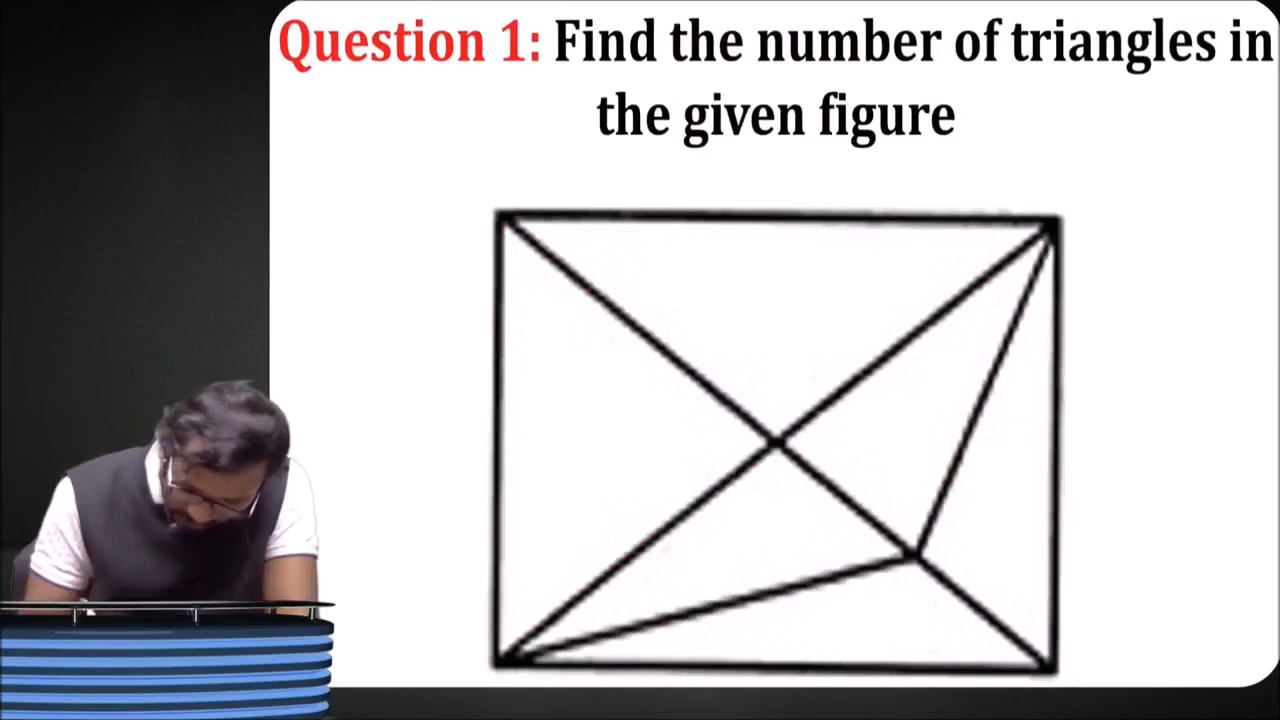 Question 1: Find the number of triangles in
the given figure